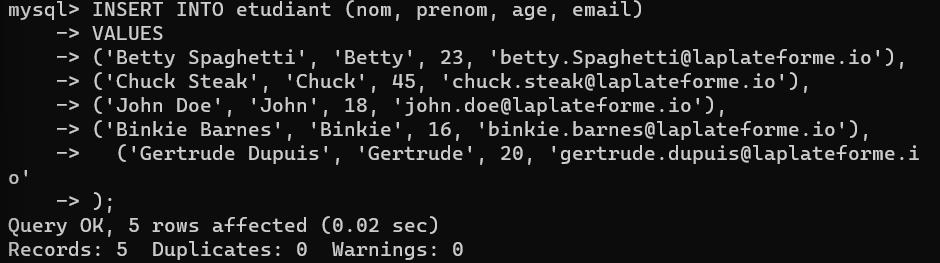 mysql> INSERT INTO etudiant (nom, prenom, age, email)
    -> VALUES
    -> ('Betty Spaghetti', 'Betty', 23, 'betty.Spaghetti@laplateforme.io'),
    -> ('Chuck Steak', 'Chuck', 45, 'chuck.steak@laplateforme.io'),
    -> ('John Doe', 'John', 18, 'john.doe@laplateforme.io'),
    -> ('Binkie Barnes', 'Binkie', 16, 'binkie.barnes@laplateforme.io'),
    ->   ('Gertrude Dupuis', 'Gertrude', 20, 'gertrude.dupuis@laplateforme.i
o'
    -> );
Query OK, 5 rows affected (0.02 sec)
Records: 5  Duplicates: 0  Warnings: 0